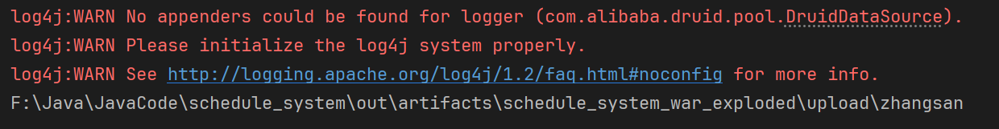 log4j:WARN No appenders could be found for logger (com.alibaba.druid.pool.DruidDataSource).
log4j:WARN Please initialize the log4j system properly.
log4j:WARN See http://logging.apache.org/log4j/1.2/faq.html#noconfig for more info.
F:\Java\JavaCode\schedule_system\out\artifacts\schedule_system_war_exploded\upload\zhangsan